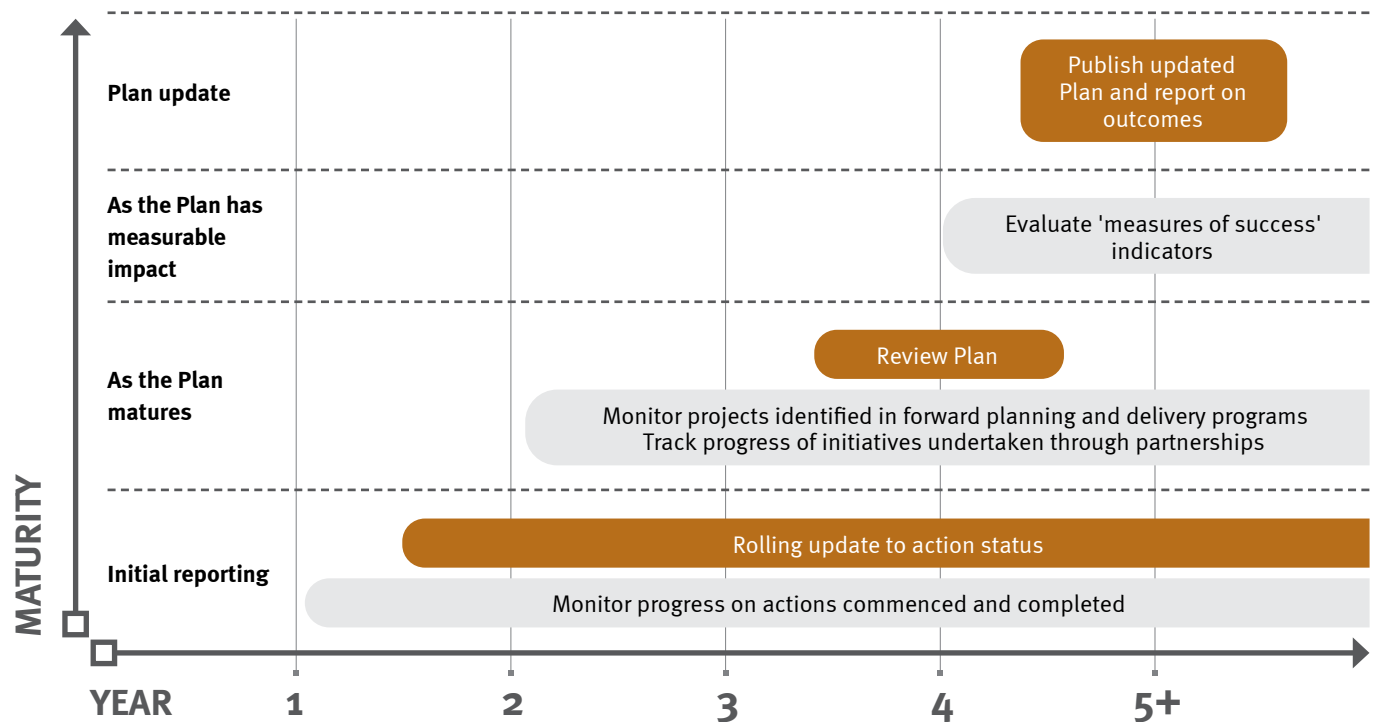 Plan update
Publish updated
Plan and report on
outcomes
As the Plan has
measurable
impact
Evaluate 'measures of success'
indicators
As the Plan
matures
Review Plan
Monitor projects identified in forward planning and delivery programs
Track progress of initiatives undertaken through partnerships
Initial reporting
Rolling update to action status
Monitor progress on actions commenced and completed
MATURITY
YEAR 1 2 3 4 5+